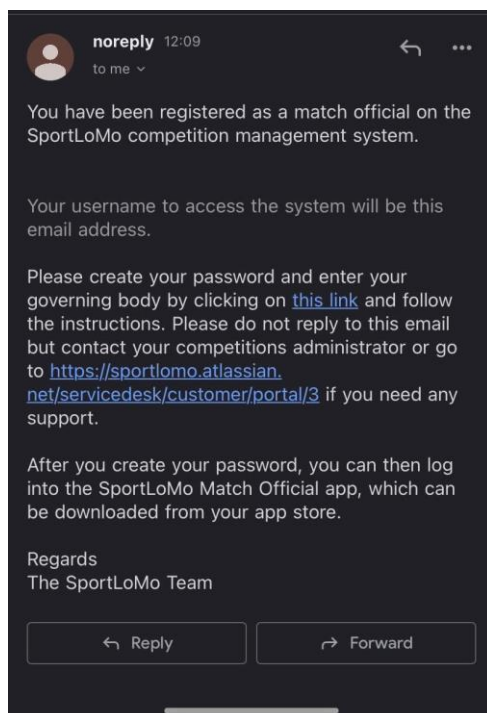 noreply 12:09
to me
You have been registered as a match official on the
SportLoMo competition management system.
Your username to access the system will be this
email address.
Please create your password and enter your
governing body by clicking on this link and follow
the instructions. Please do not reply to this email
but contact your competitions administrator or go
to https://sportlomo.atlassian.
net/servicedesk/customer/portal/3 if you need any
support.
After you create your password, you can then log
into the SportLoMo Match Official app, which can
be downloaded from your app store.
Regards
The SportLoMo Team
Reply
Forward